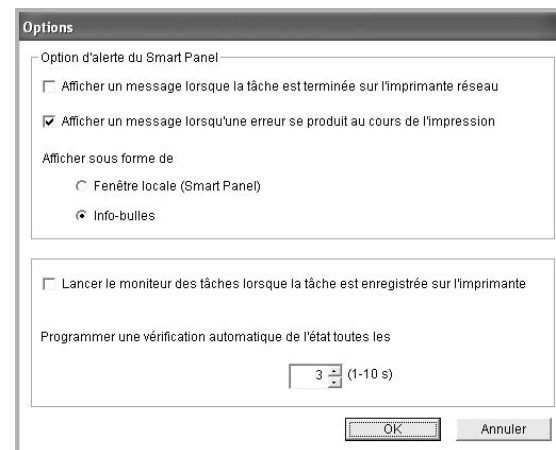 Options
Option d'alerte du Smart Panel
Afficher un message lorsque la tâche est terminée sur l'imprimante réseau
Afficher un message lorsqu'une erreur se produit au cours de l'impression
Afficher sous forme de
Fenêtre locale (Smart Panel)
Info-bulles
Lancer le moniteur des tâches lorsque la tâche est enregistrée sur l'imprimante
Programmer une vérification automatique de l'état toutes les
3 (1-10 s)
OK Annuler